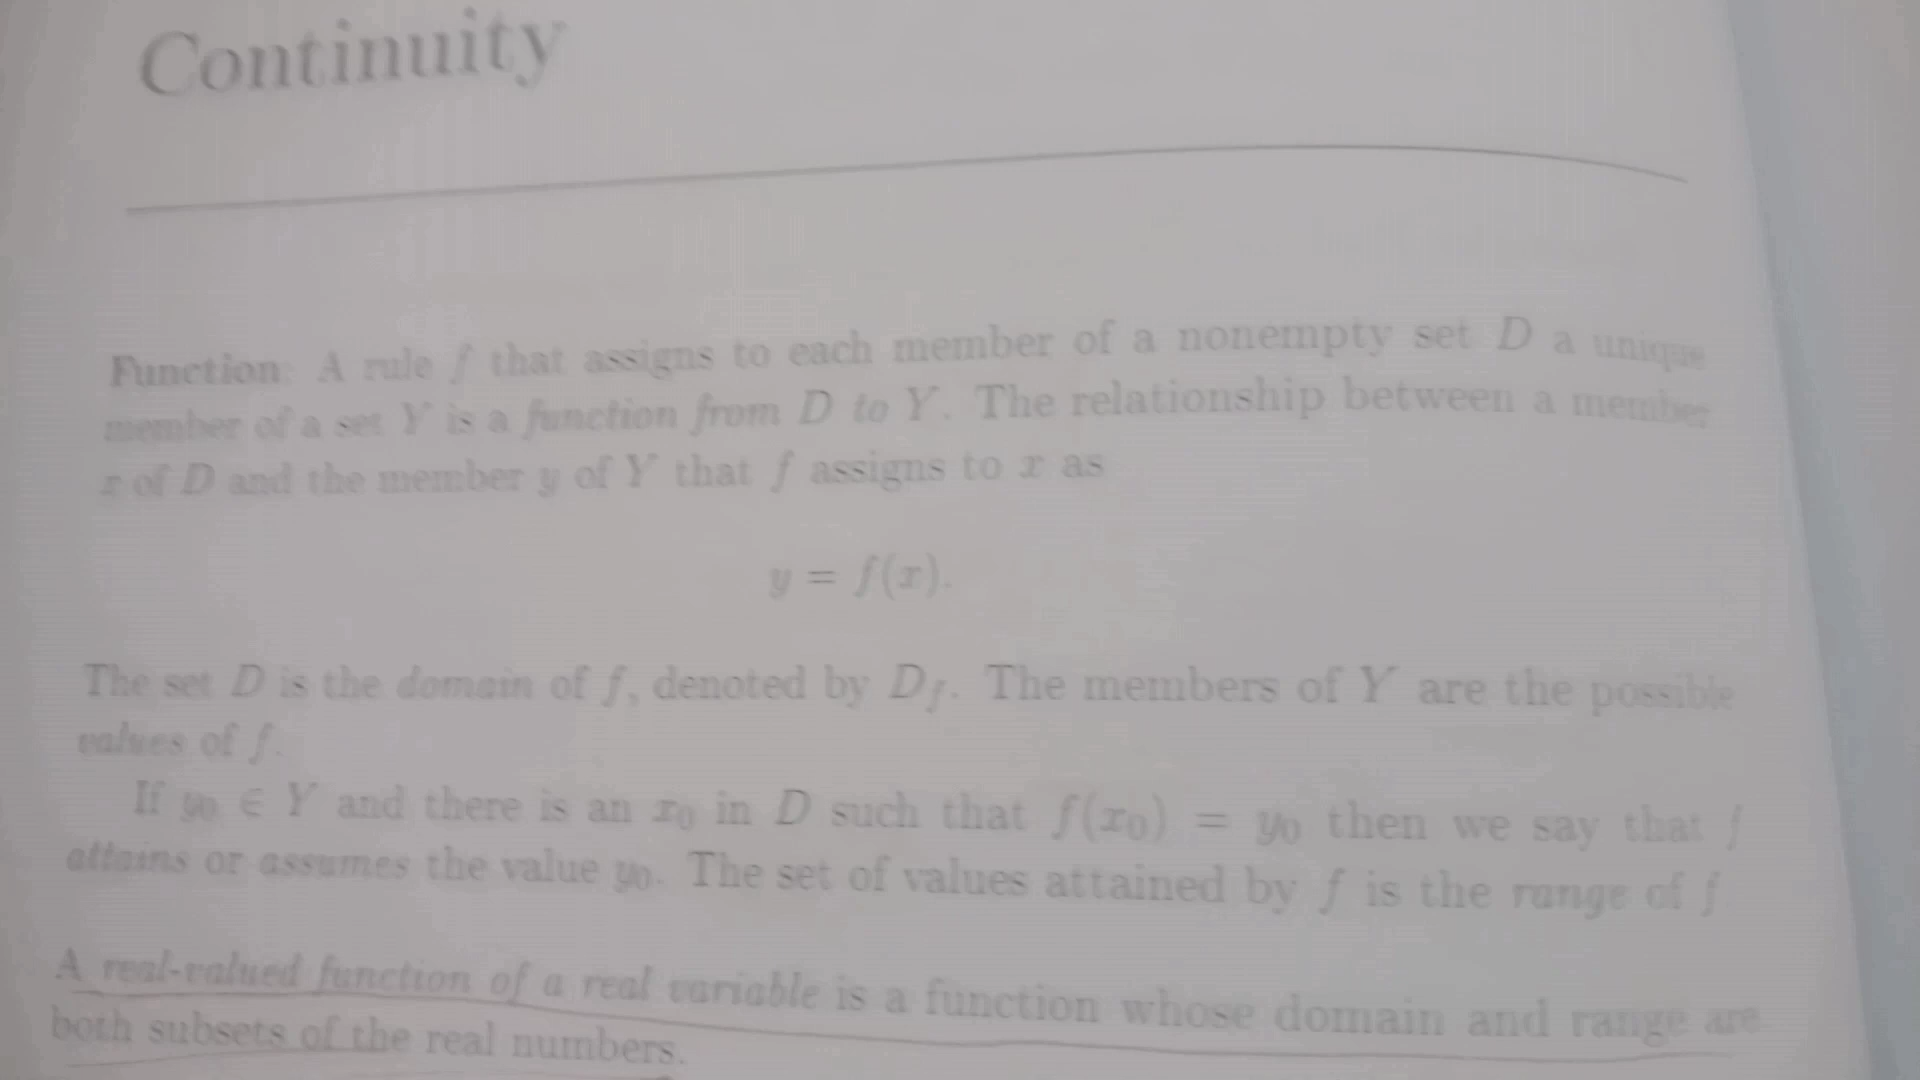 Continuity
Function: A rule f that assigns to each member of a nonempty set D a unique
member of a set Y is a function from D to Y. The relationship between a member
x of D and the member y of Y that f assigns to x as
y = f(x).
The set D is the domain of f, denoted by D_f. The members of Y are the possible
values of f.
If y₀ ∈ Y and there is an x₀ in D such that f(x₀) = y₀ then we say that f
attains or assumes the value y₀. The set of values attained by f is the range of f
A real-valued function of a real variable is a function whose domain and range are
both subsets of the real numbers.